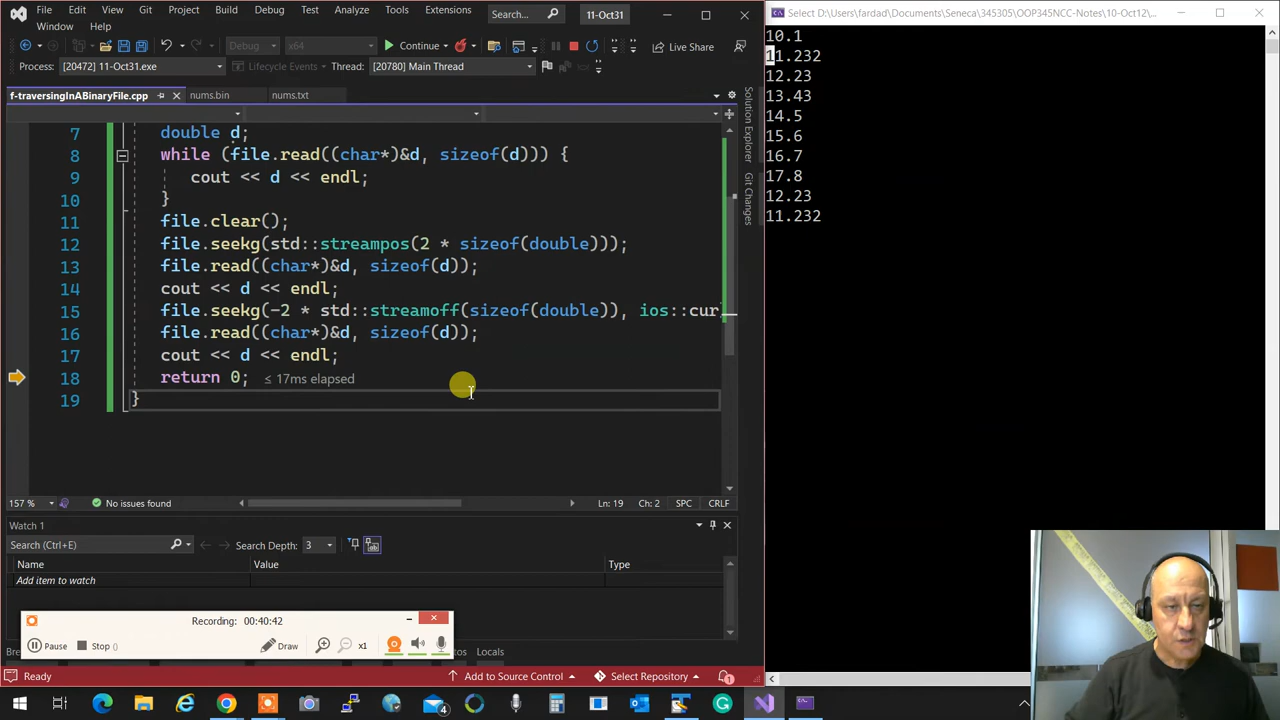 File Edit View Git Project Build Search... 11-Oct31
Debug Test Analyze Tools Extensions
Window Help
Debug x64 Continue Live Share
Process: [20472] 11-Oct31.exe Lifecycle Events Thread: [20780] Main Thread
f-traversingInABinaryFile.cpp nums.bin nums.txt
7 double d;
8 while (file.read((char*)&d, sizeof(d))) {
9 cout << d << endl;
10 }
11 file.clear();
12 file.seekg(std::streampos(2 * sizeof(double)));
13 file.read((char*)&d, sizeof(d));
14 cout << d << endl;
15 file.seekg(-2 * std::streamoff(sizeof(double)), ios::cur
16 file.read((char*)&d, sizeof(d));
17 cout << d << endl;
18 return 0; ≤ 17ms elapsed
19 }
Solution Explorer
Git Changes
157 % No issues found Ln: 19 Ch: 2 SPC CRLF
Watch 1
Search (Ctrl+E) Search Depth: 3
Name Value Type
Add item to watch
Recording: 00:40:42
Pause Stop () Draw x1
Locals
Ready Add to Source Control Select Repository 1
Select D:\Users\fardad\Documents\Seneca\345305\OOP345NCC-Notes\10-Oct12\...
10.1
11.232
12.23
13.43
14.5
15.6
16.7
17.8
12.23
11.232
4